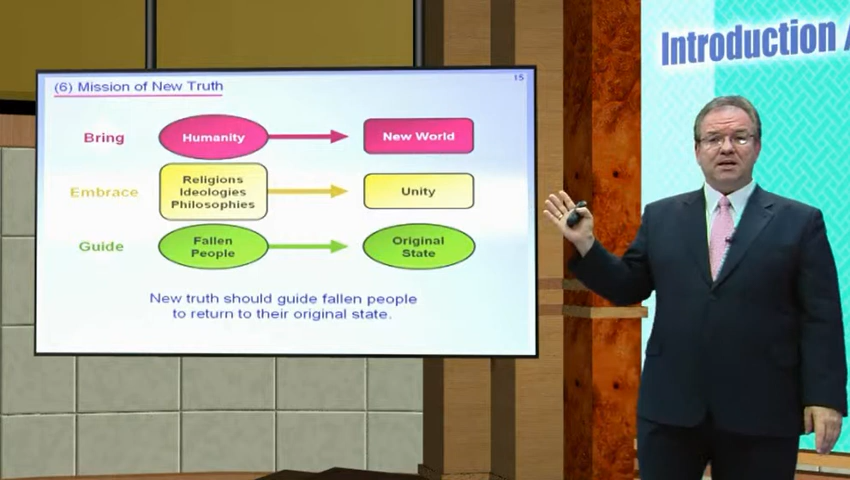 Introduction A
(6) Mission of New Truth
15
Bring
Humanity
New World
Embrace
Religions
Ideologies
Philosophies
Unity
Guide
Fallen
People
Original
State
New truth should guide fallen people
to return to their original state.